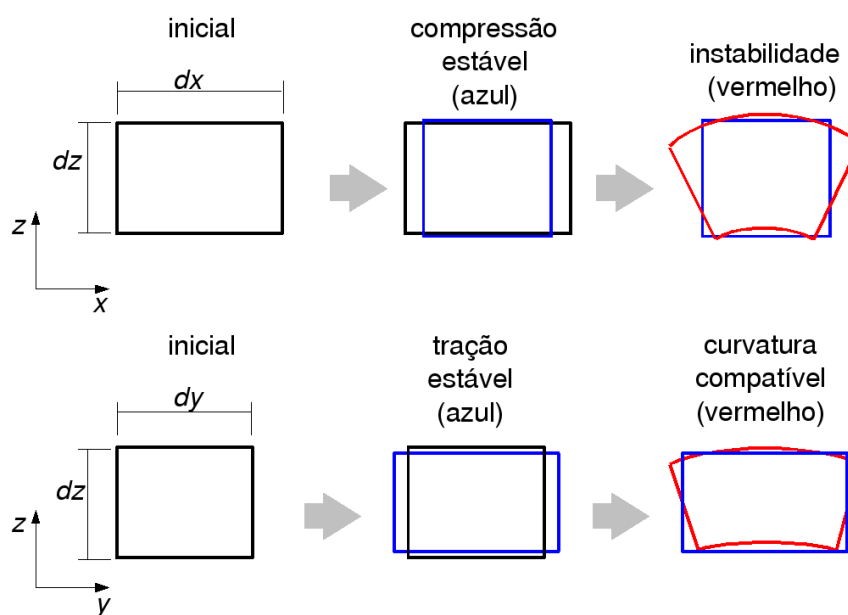 inicial
compressão
estável
(azul)
instabilidade
(vermelho)
dx
dz
z
x
inicial
tração
estável
(azul)
curvatura
compatível
(vermelho)
dy
dz
z
y